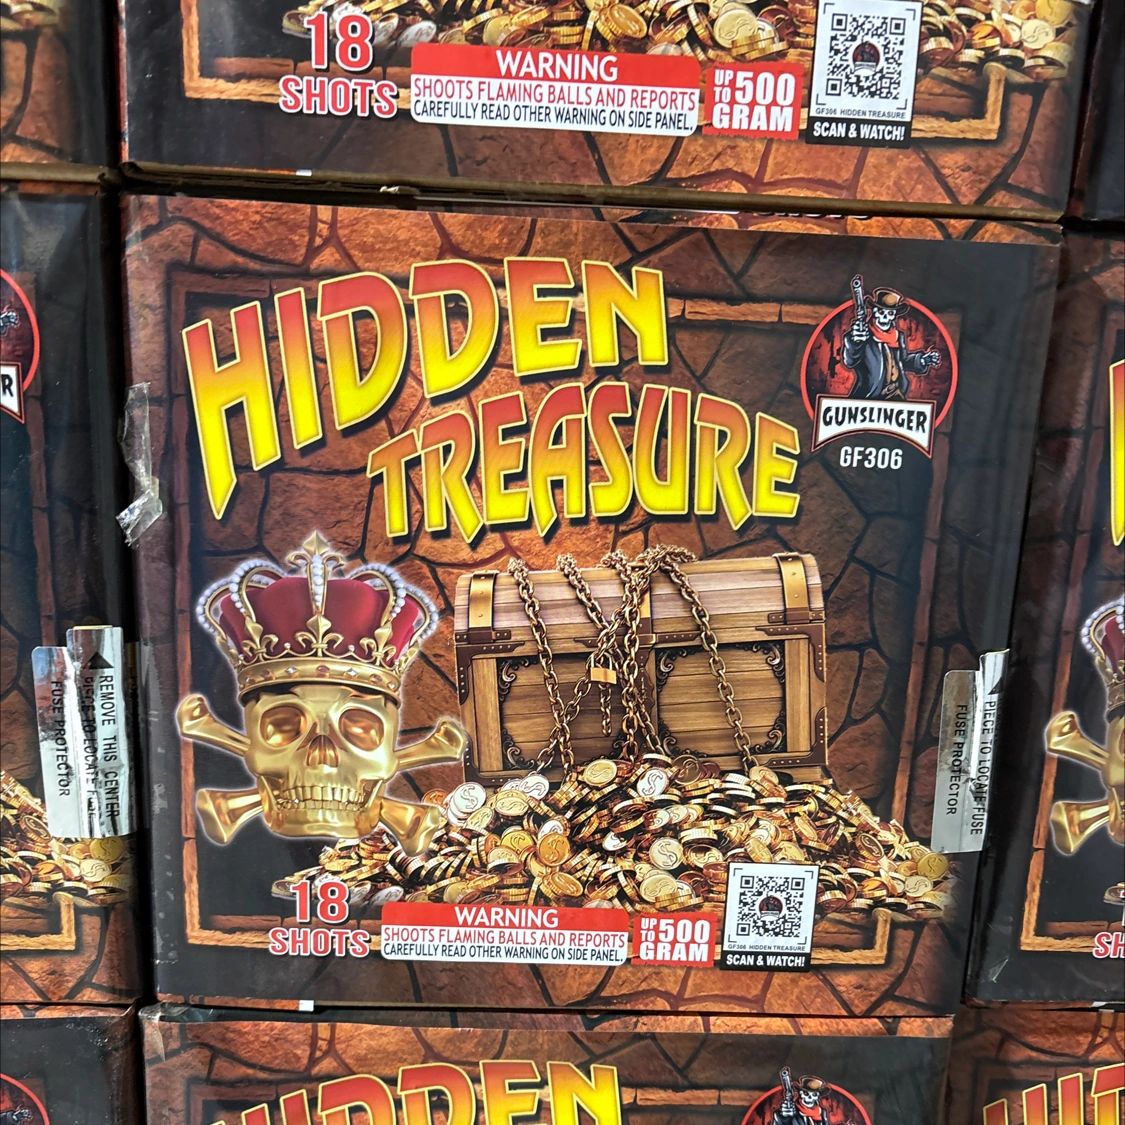 18
SHOTS
WARNING
SHOOTS FLAMING BALLS AND REPORTS
CAREFULLY READ OTHER WARNING ON SIDE PANEL.
UP TO 500
GRAM
GF306 HIDDEN TREASURE
SCAN & WATCH!
HIDDEN
TREASURE
GUNSLINGER
GF306
R
REMOVE THIS CENTER
PIECE TO LOCATE FUSE
FUSE PROTECTOR
PIECE TO LOCATE FUSE
FUSE PROTECTOR
18
SHOTS
WARNING
SHOOTS FLAMING BALLS AND REPORTS
CAREFULLY READ OTHER WARNING ON SIDE PANEL.
UP TO 500
GRAM
GF306 HIDDEN TREASURE
SCAN & WATCH!
SH
HIDDEN